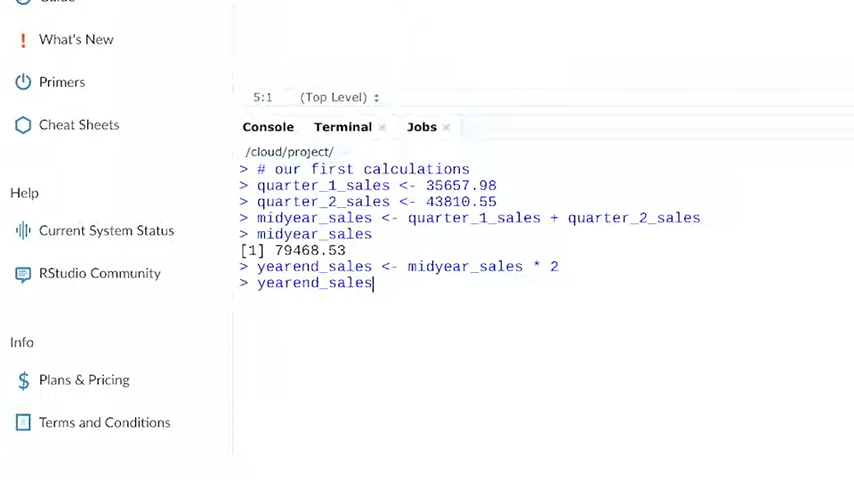 Guide
What's New
Primers
Cheat Sheets
Help
Current System Status
RStudio Community
Info
Plans & Pricing
Terms and Conditions
5:1 (Top Level)
Console Terminal Jobs
/cloud/project/
> # our first calculations
> quarter_1_sales <- 35657.98
> quarter_2_sales <- 43810.55
> midyear_sales <- quarter_1_sales + quarter_2_sales
> midyear_sales
[1] 79468.53
> yearend_sales <- midyear_sales * 2
> yearend_sales